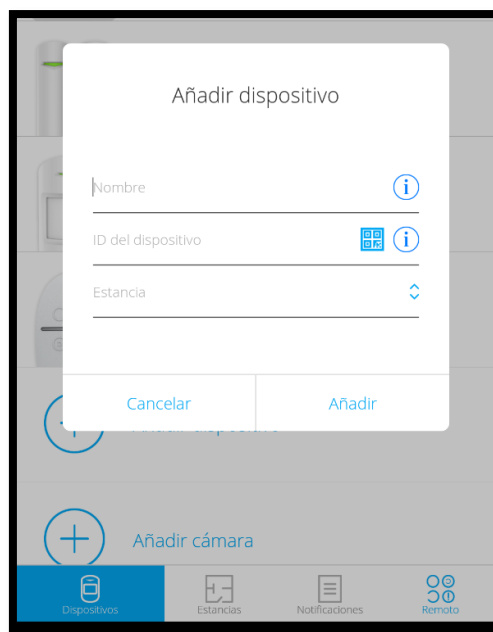 Añadir dispositivo
Nombre
ID del dispositivo
Estancia
Cancelar
Añadir
Añadir cámara
Dispositivos
Estancias
Notificaciones
Remoto